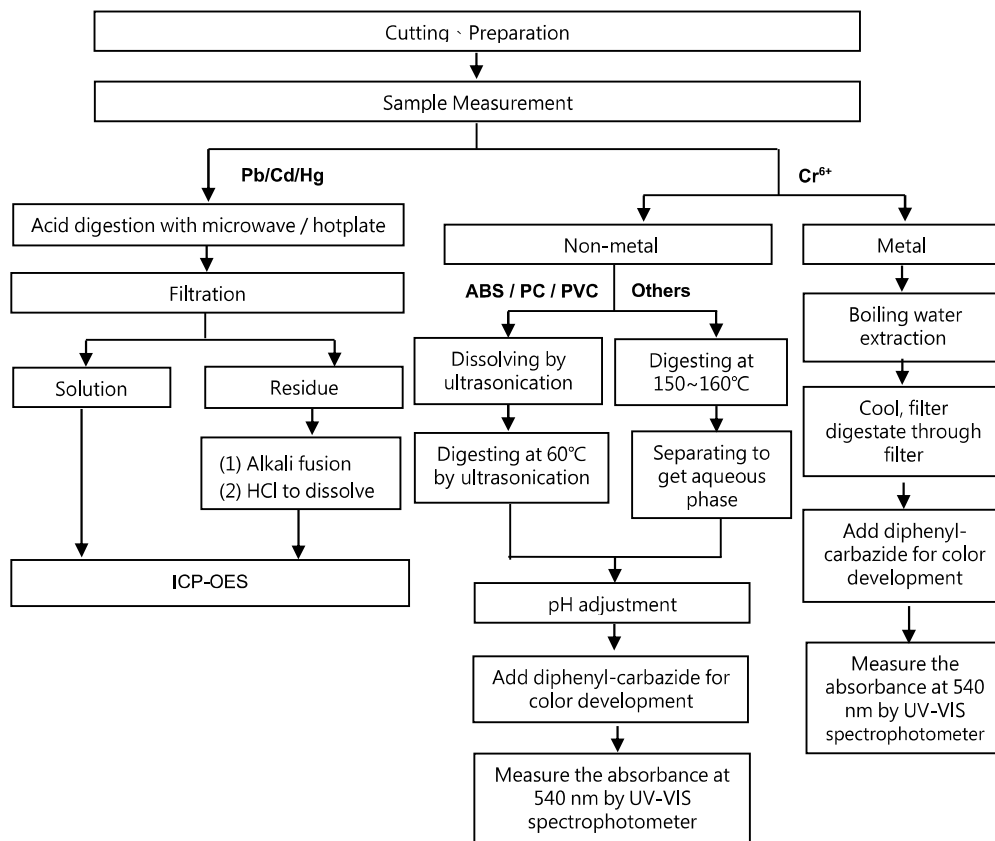 Cutting、Preparation
Sample Measurement
Pb/Cd/Hg
Cr⁶⁺
Acid digestion with microwave / hotplate
Filtration
Solution
Residue
(1) Alkali fusion
(2) HCl to dissolve
ICP-OES
Non-metal
ABS / PC / PVC
Others
Dissolving by
ultrasonication
Digesting at
150~160℃
Digesting at 60℃
by ultrasonication
Separating to
get aqueous
phase
pH adjustment
Add diphenyl-carbazide for
color development
Measure the absorbance at
540 nm by UV-VIS
spectrophotometer
Metal
Boiling water
extraction
Cool, filter
digestate through
filter
Add diphenyl-
carbazide for color
development
Measure the
absorbance at 540
nm by UV-VIS
spectrophotometer